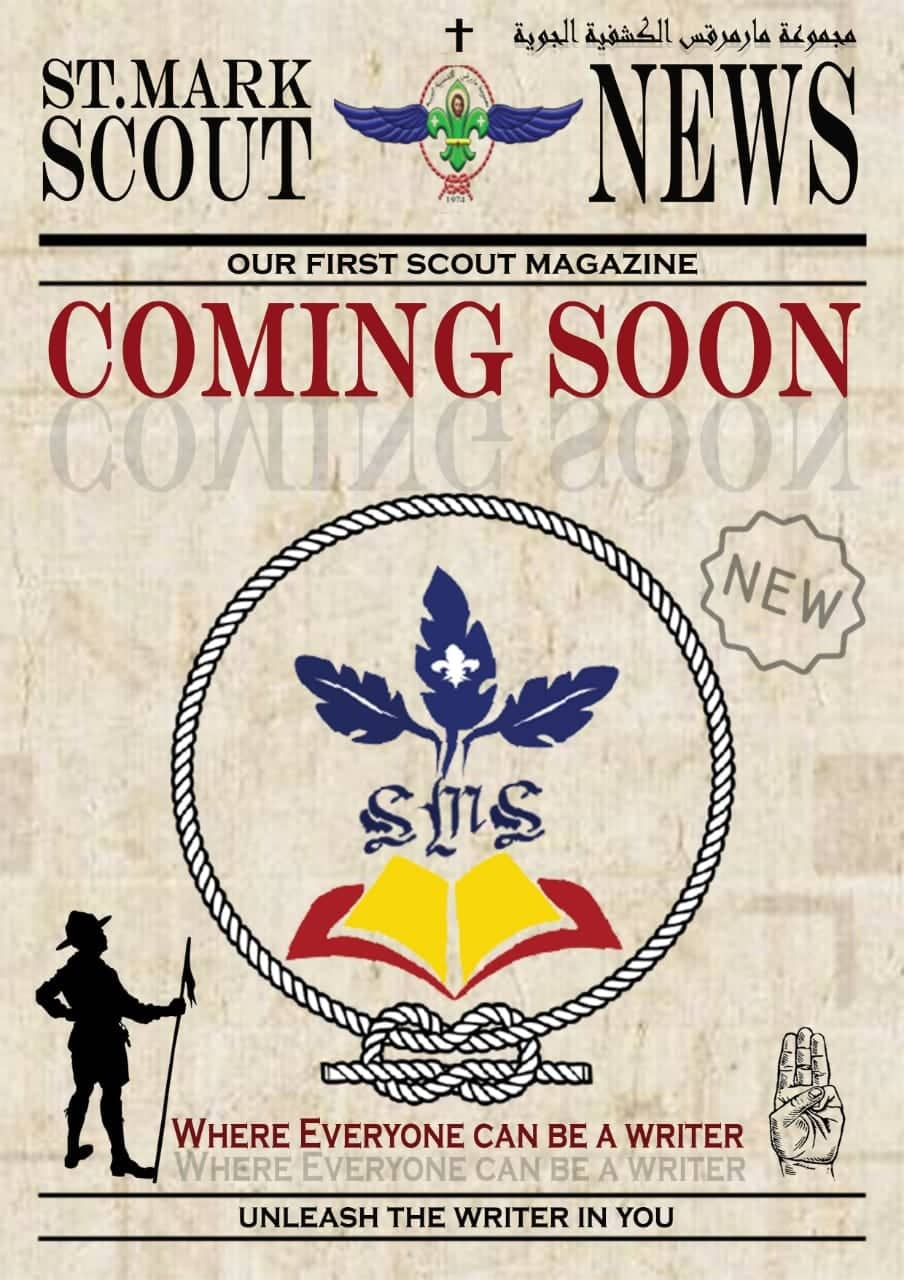 مجموعة مارمرقس الكشفية الجوية
ST.MARK
SCOUT
NEWS
1974
OUR FIRST SCOUT MAGAZINE
COMING SOON
COMING SOON
NEW
SMS
WHERE EVERYONE CAN BE A WRITER
WHERE EVERYONE CAN BE A WRITER
UNLEASH THE WRITER IN YOU